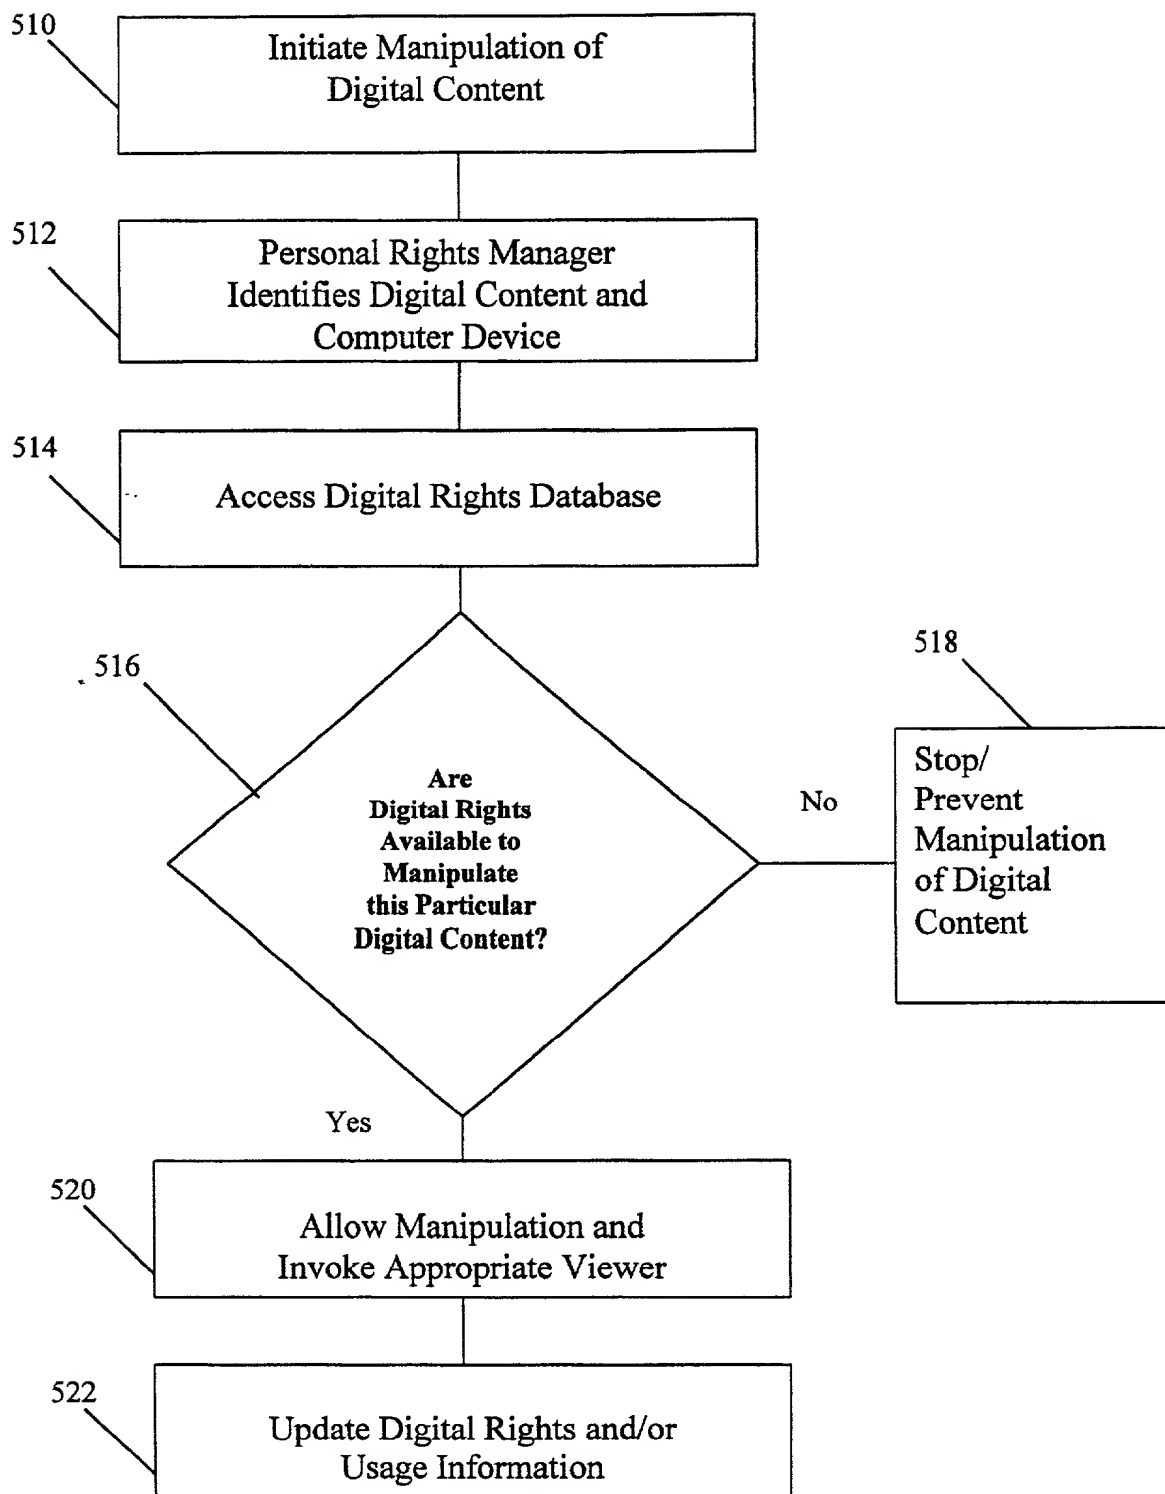 510
Initiate Manipulation of
Digital Content
512
Personal Rights Manager
Identifies Digital Content and
Computer Device
514
Access Digital Rights Database
516
Are
Digital Rights
Available to
Manipulate
this Particular
Digital Content?
No
518
Stop/
Prevent
Manipulation
of Digital
Content
Yes
520
Allow Manipulation and
Invoke Appropriate Viewer
522
Update Digital Rights and/or
Usage Information